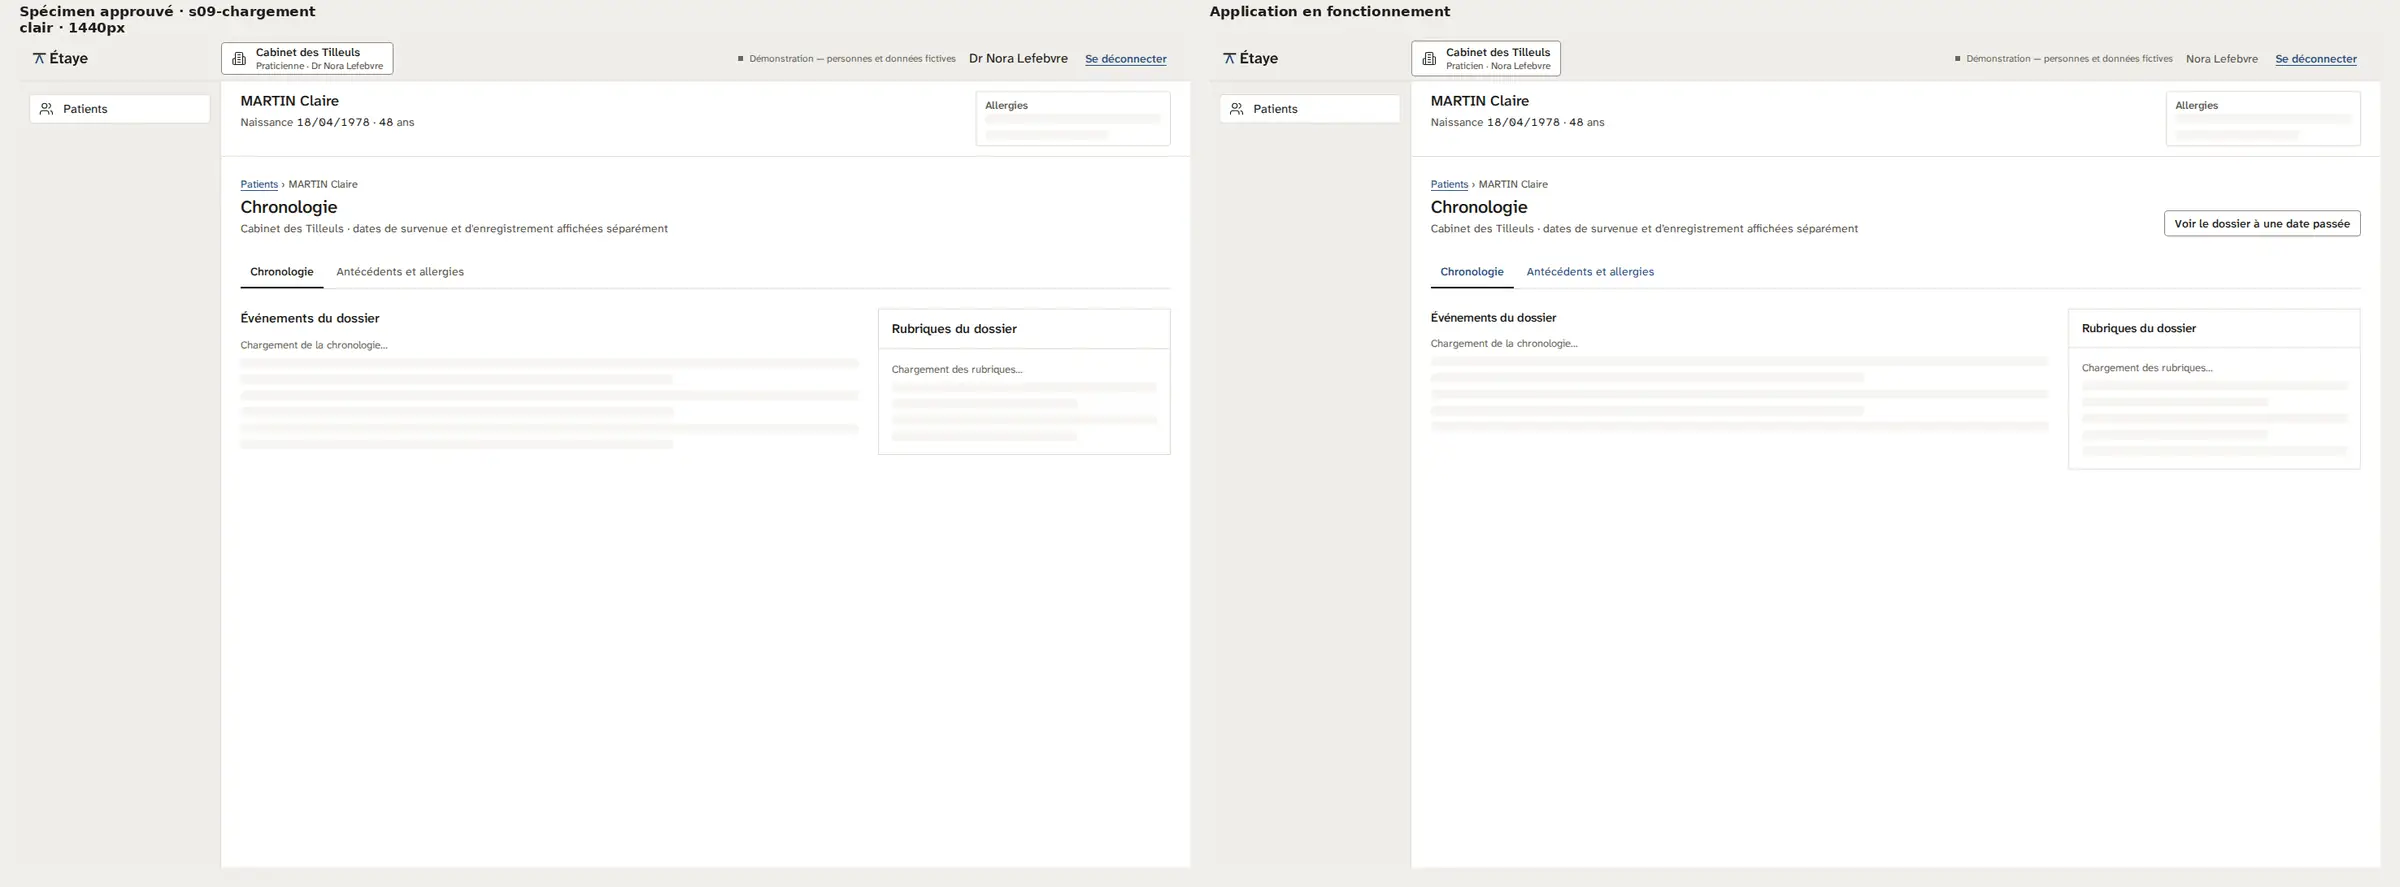 Spécimen approuvé · s09-chargement
clair · 1440px
Étaye
Cabinet des Tilleuls
Praticienne · Dr Nora Lefebvre
Démonstration — personnes et données fictives
Dr Nora Lefebvre
Se déconnecter
Patients
MARTIN Claire
Naissance 18/04/1978 · 48 ans
Allergies
Patients › MARTIN Claire
Chronologie
Cabinet des Tilleuls · dates de survenue et d'enregistrement affichées séparément
Chronologie
Antécédents et allergies
Événements du dossier
Chargement de la chronologie…
Rubriques du dossier
Chargement des rubriques…
Application en fonctionnement
Étaye
Cabinet des Tilleuls
Praticien · Nora Lefebvre
Démonstration — personnes et données fictives
Nora Lefebvre
Se déconnecter
Patients
MARTIN Claire
Naissance 18/04/1978 · 48 ans
Allergies
Patients › MARTIN Claire
Chronologie
Cabinet des Tilleuls · dates de survenue et d'enregistrement affichées séparément
Voir le dossier à une date passée
Chronologie
Antécédents et allergies
Événements du dossier
Chargement de la chronologie…
Rubriques du dossier
Chargement des rubriques…